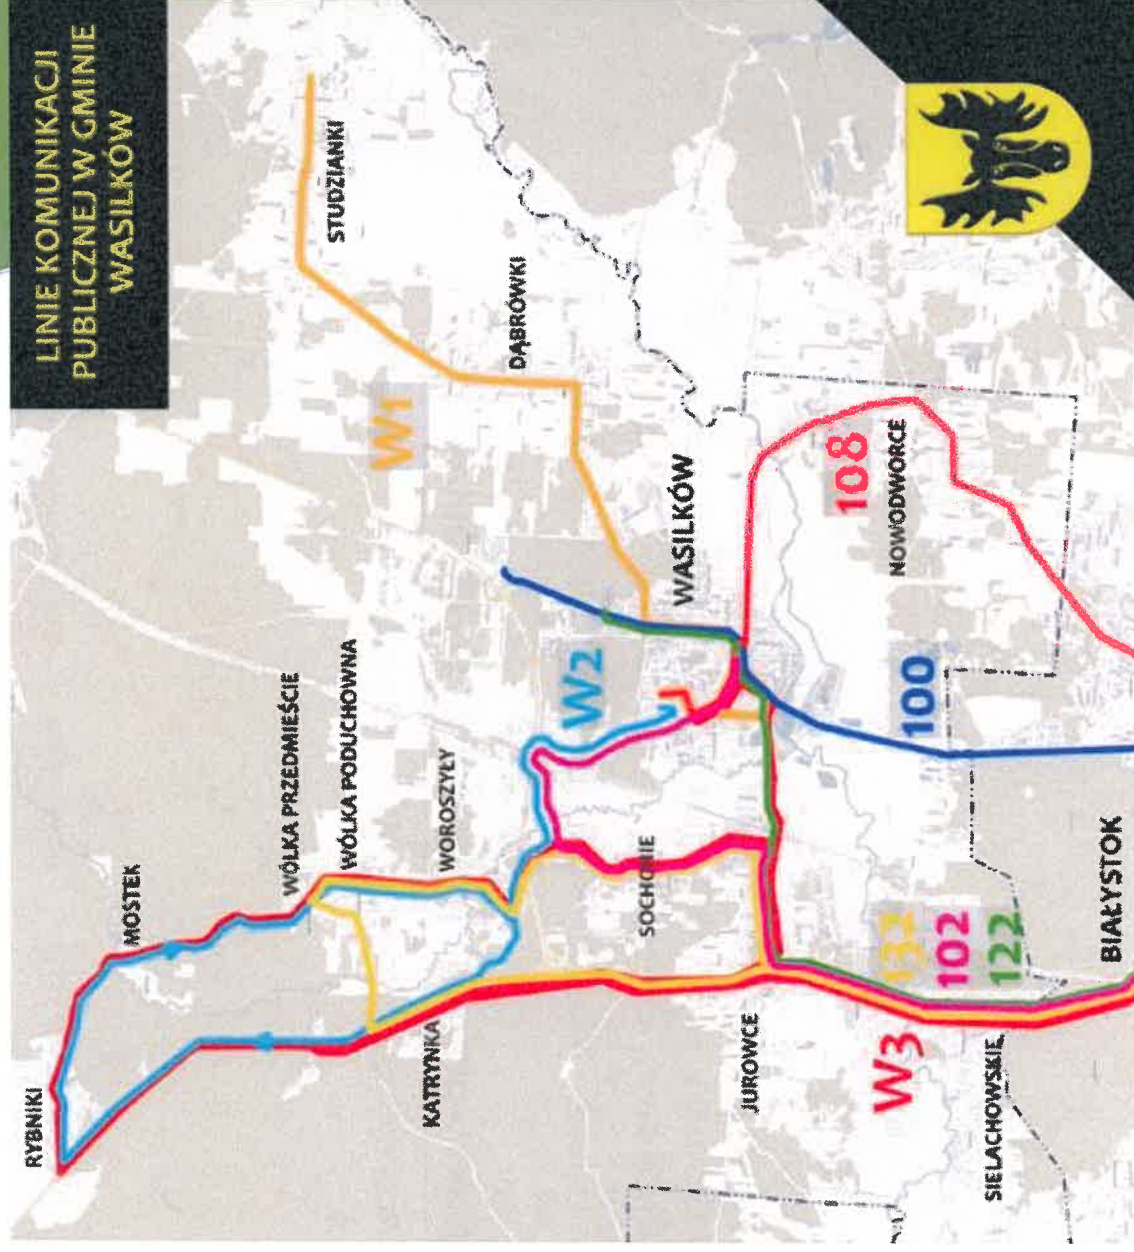 LINIE KOMUNIKACJI
PUBLICZNEJ W GMINIE
WASILKÓW
RYBNIKI
MOSTEK
WÓLKA PRZEDMIEŚCIE
WÓLKA PODUCHOWNA
WOROSZYŁY
KATRYNKA
STUDZIANKI
DĄBRÓWKI
W1
W2
WASILKÓW
SOCHONIE
JUROWCE
108
NOWODWORCE
100
132
102
122
W3
SIELACHOWSKIE
BIAŁYSTOK